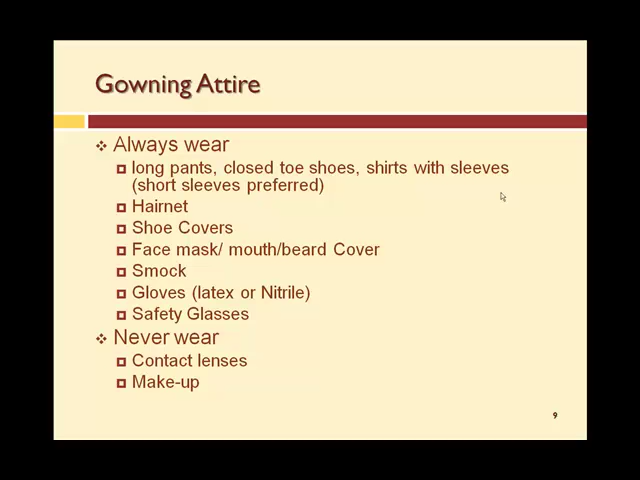 Gowning Attire
Always wear
long pants, closed toe shoes, shirts with sleeves
(short sleeves preferred)
Hairnet
Shoe Covers
Face mask/ mouth/beard Cover
Smock
Gloves (latex or Nitrile)
Safety Glasses
Never wear
Contact lenses
Make-up
9